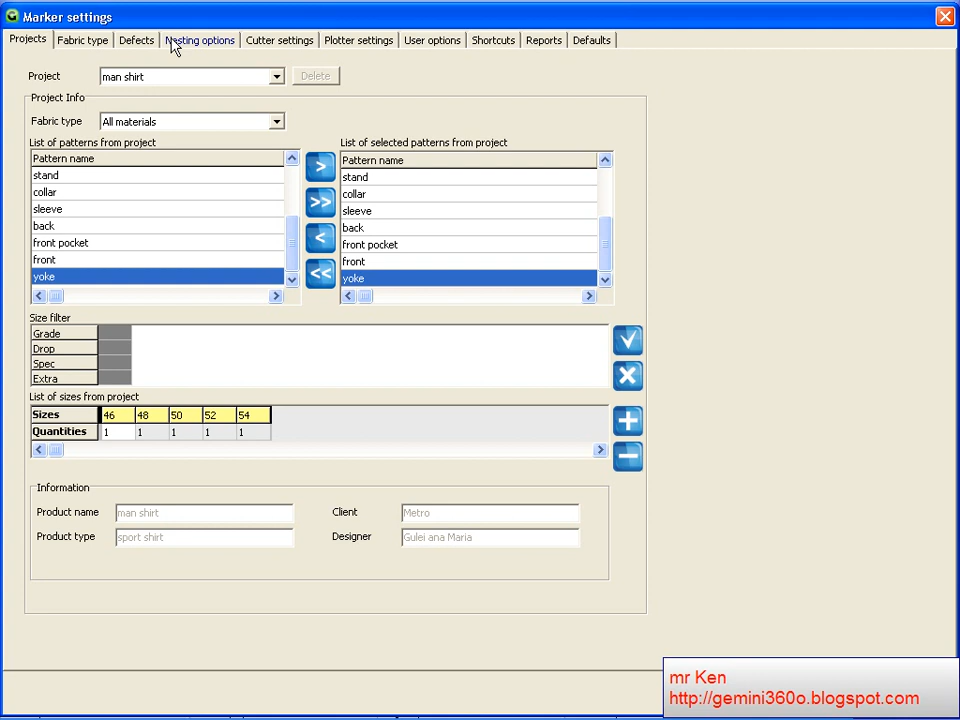 Marker settings
Projects Fabric type Defects Nesting options Cutter settings Plotter settings User options Shortcuts Reports Defaults
Project man shirt Delete
Project Info
Fabric type All materials
List of patterns from project List of selected patterns from project
Pattern name Pattern name
stand stand
collar collar
sleeve sleeve
back back
front pocket front pocket
front front
yoke yoke
> >> < <<
Size filter
Grade
Drop
Spec
Extra
List of sizes from project
Sizes 46 48 50 52 54
Quantities 1 1 1 1 1
Information
Product name man shirt Client Metro
Product type sport shirt Designer Gulei ana Maria
mr Ken
http://gemini360o.blogspot.com